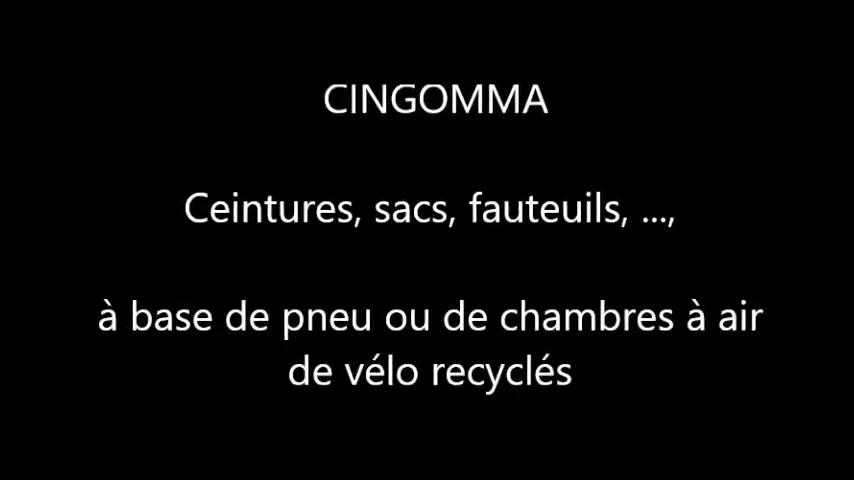 CINGOMMA
Ceintures, sacs, fauteuils, ...,
à base de pneu ou de chambres à air
de vélo recyclés